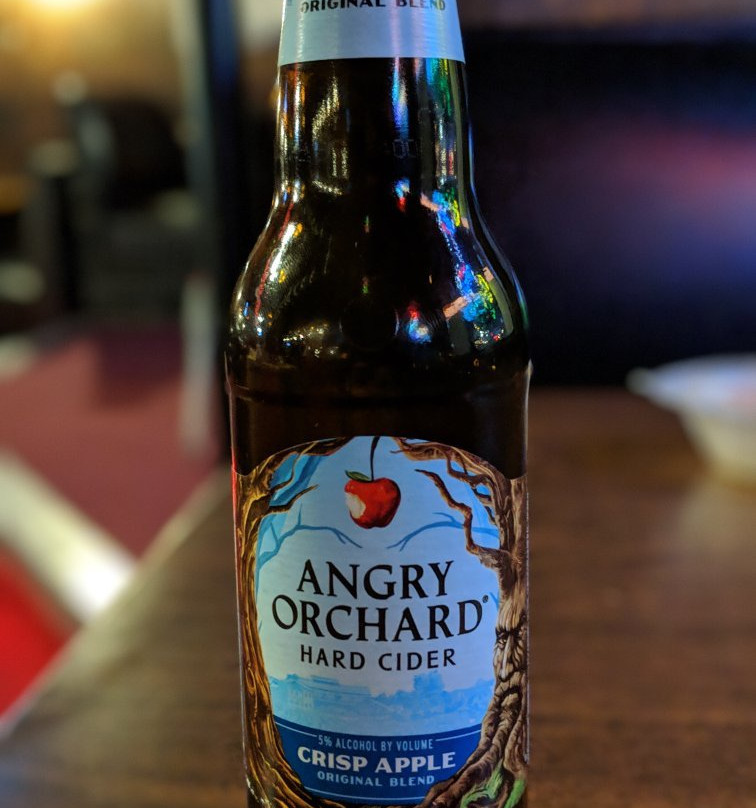 ORIGINAL BLEND
ANGRY
ORCHARD®
HARD CIDER
5% ALCOHOL BY VOLUME
CRISP APPLE
ORIGINAL BLEND